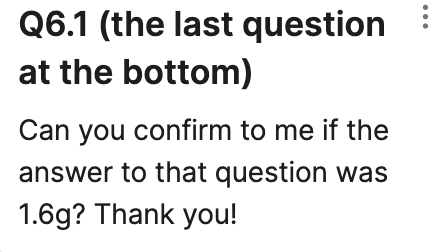 Q6.1 (the last question
at the bottom)
Can you confirm to me if the
answer to that question was
1.6g? Thank you!